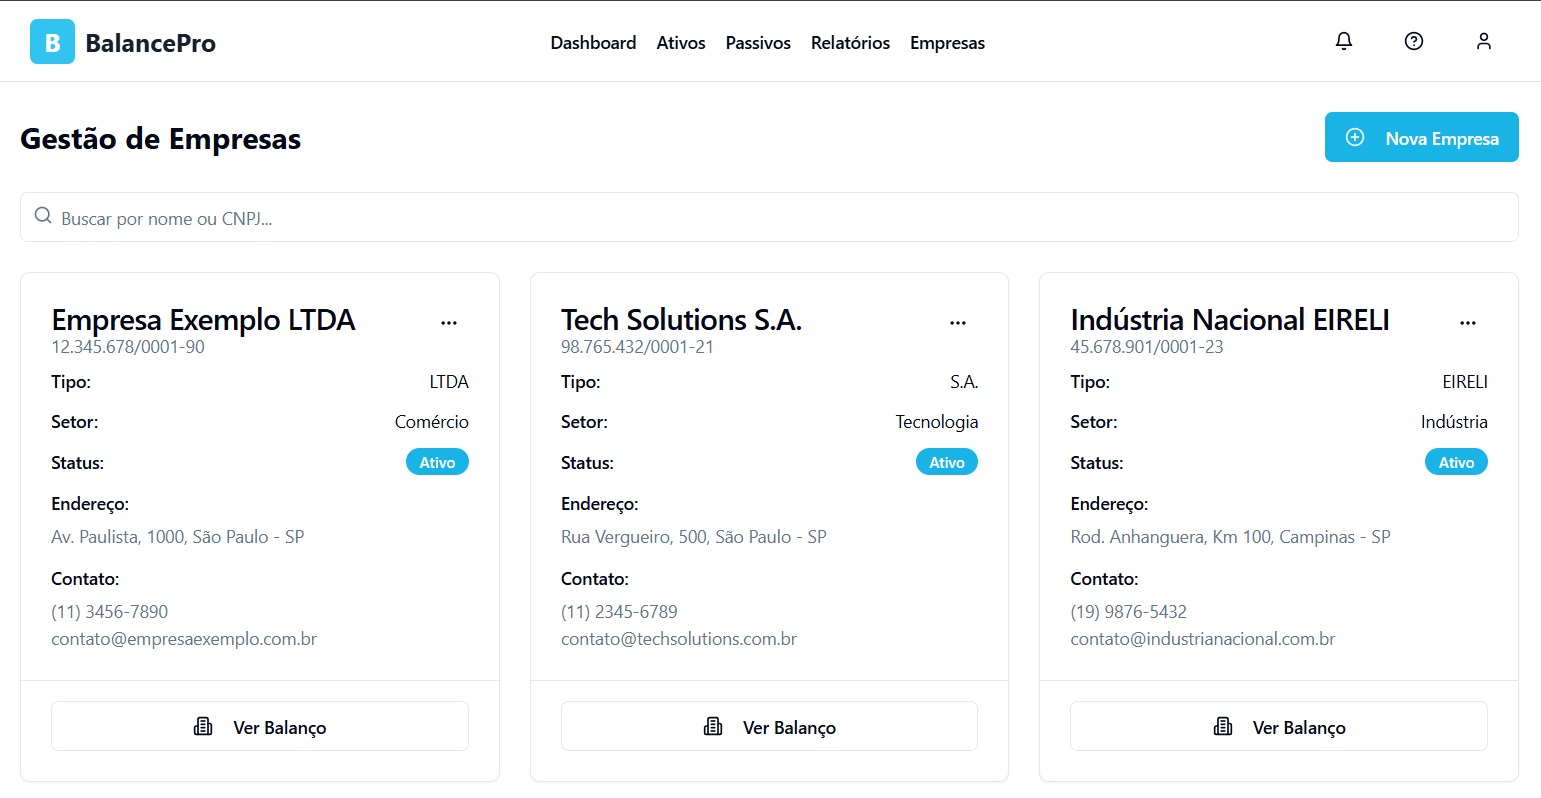 B BalancePro
Dashboard Ativos Passivos Relatórios Empresas
Gestão de Empresas
Nova Empresa
Buscar por nome ou CNPJ...
Empresa Exemplo LTDA
12.345.678/0001-90
Tipo: LTDA
Setor: Comércio
Status: Ativo
Endereço:
Av. Paulista, 1000, São Paulo - SP
Contato:
(11) 3456-7890
contato@empresaexemplo.com.br
Ver Balanço
Tech Solutions S.A.
98.765.432/0001-21
Tipo: S.A.
Setor: Tecnologia
Status: Ativo
Endereço:
Rua Vergueiro, 500, São Paulo - SP
Contato:
(11) 2345-6789
contato@techsolutions.com.br
Ver Balanço
Indústria Nacional EIRELI
45.678.901/0001-23
Tipo: EIRELI
Setor: Indústria
Status: Ativo
Endereço:
Rod. Anhanguera, Km 100, Campinas - SP
Contato:
(19) 9876-5432
contato@industrianacional.com.br
Ver Balanço